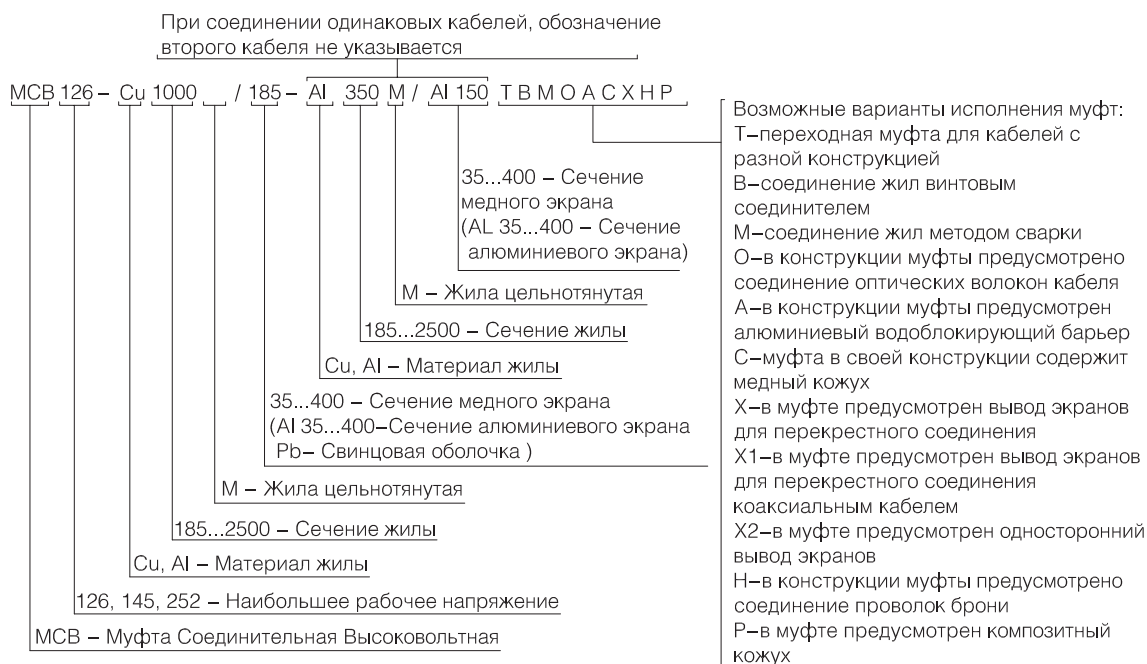 При соединении одинаковых кабелей, обозначение
второго кабеля не указывается
МСВ 126 – Cu 1000 / 185 – Al 350 М / Al 150 Т В М О А С Х Н Р
35...400 – Сечение
медного экрана
(AL 35...400 – Сечение
алюминиевого экрана)
М – Жила цельнотянутая
185...2500 – Сечение жилы
Cu, Al – Материал жилы
35...400 – Сечение медного экрана
(Al 35...400–Сечение алюминиевого экрана
Pb– Свинцовая оболочка )
М – Жила цельнотянутая
185...2500 – Сечение жилы
Cu, Al – Материал жилы
126, 145, 252 – Наибольшее рабочее напряжение
МСВ – Муфта Соединительная Высоковольтная
Возможные варианты исполнения муфт:
Т–переходная муфта для кабелей с
разной конструкцией
В–соединение жил винтовым
соединителем
М–соединение жил методом сварки
О–в конструкции муфты предусмотрено
соединение оптических волокон кабеля
А–в конструкции муфты предусмотрен
алюминиевый водоблокирующий барьер
С–муфта в своей конструкции содержит
медный кожух
Х–в муфте предусмотрен вывод экранов
для перекрестного соединения
Х1–в муфте предусмотрен вывод экранов
для перекрестного соединения
коаксиальным кабелем
Х2–в муфте предусмотрен односторонний
вывод экранов
Н–в конструкции муфты предусмотрено
соединение проволок брони
Р–в муфте предусмотрен композитный
кожух